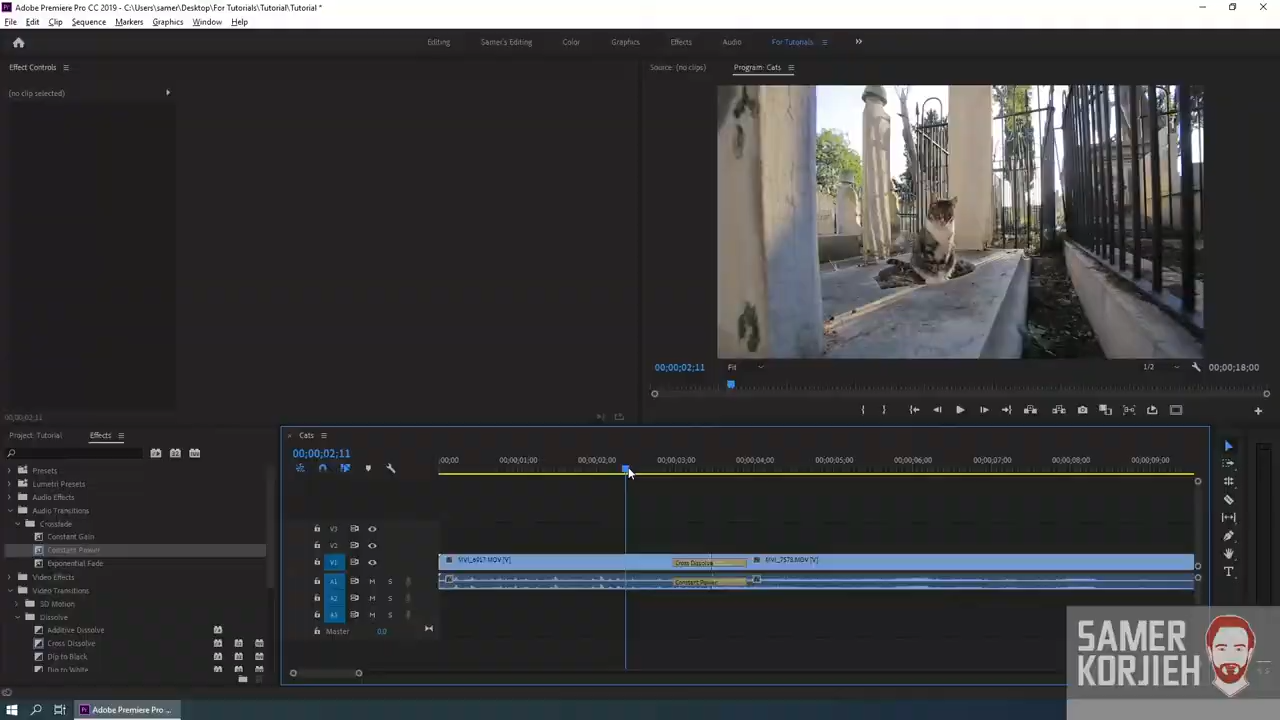 Adobe Premiere Pro CC 2019 - C:\Users\samer\Desktop\For Tutorials\Tutorial\Tutorial *
File Edit Clip Sequence Markers Graphics Window Help
Editing Samer's Editing Color Graphics Effects Audio For Tutorials
Effect Controls
Source: (no clips) Program: Cats
(no clip selected)
00;00;02;11 Fit 1/2 00;00;18;00
00;00;02;11
Project: Tutorial Effects
Cats
00;00;02;11
;00;00 00;00;01;00 00;00;02;00 00;00;03;00 00;00;04;00 00;00;05;00 00;00;06;00 00;00;07;00 00;00;08;00 00;00;09;00
Presets
Lumetri Presets
Audio Effects
Audio Transitions
Crossfade
Constant Gain
Constant Power
Exponential Fade
Video Effects
Video Transitions
3D Motion
Dissolve
Additive Dissolve
Cross Dissolve
Dip to Black
Dip to White
V3
V2
V1 Cross Dissolve
A1 M S Constant Power
A2 M S
A3 M S
Master 0.0
SAMER
KORJIEH
Adobe Premiere Pro ...